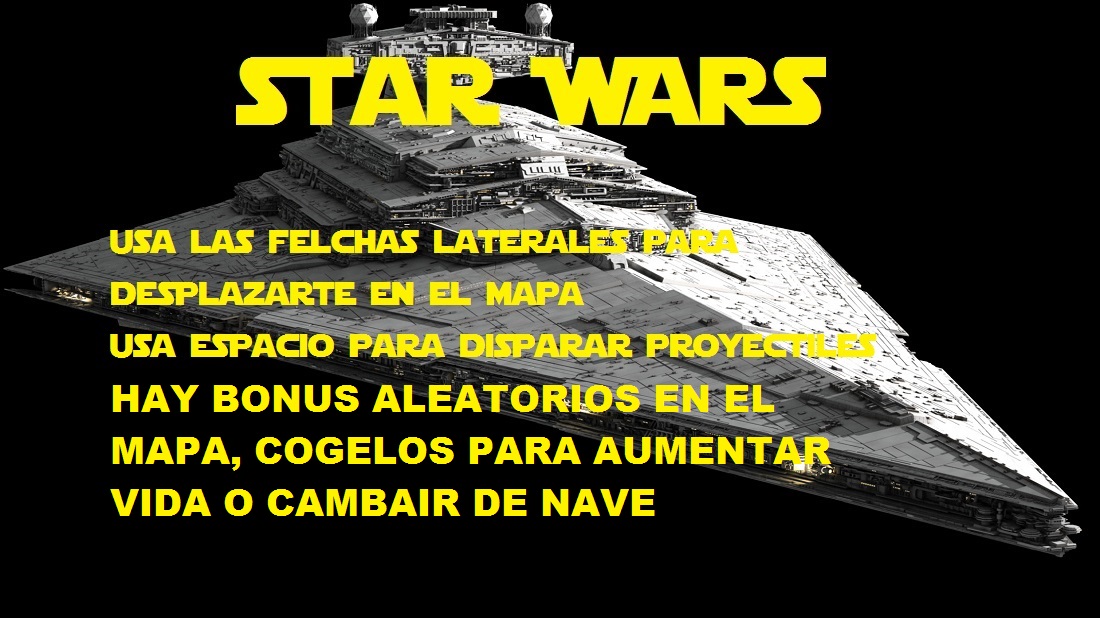 STAR WARS
USA LAS FELCHAS LATERALES PARA
DESPLAZARTE EN EL MAPA
USA ESPACIO PARA DISPARAR PROYECTILES
HAY BONUS ALEATORIOS EN EL
MAPA, COGELOS PARA AUMENTAR
VIDA O CAMBAIR DE NAVE